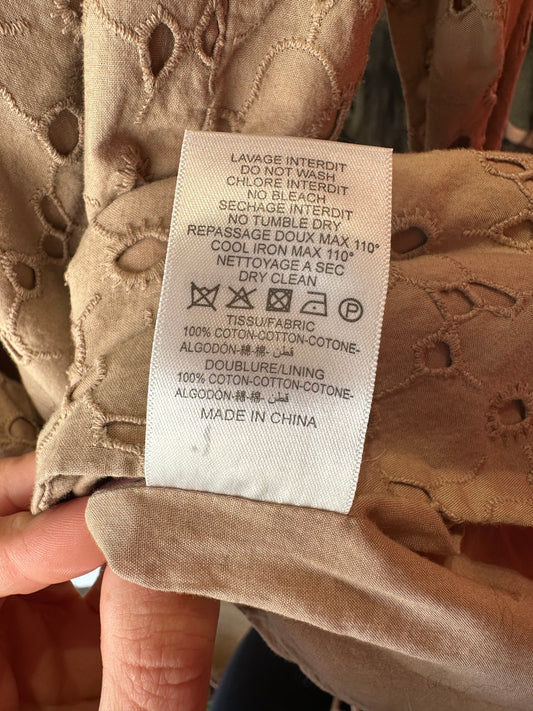 LAVAGE INTERDIT
DO NOT WASH
CHLORE INTERDIT
NO BLEACH
SECHAGE INTERDIT
NO TUMBLE DRY
REPASSAGE DOUX MAX 110°
COOL IRON MAX 110°
NETTOYAGE A SEC
DRY CLEAN
P
TISSU/FABRIC
100% COTON-COTTON-COTONE-
ALGODÓN-綿-棉- قطن
DOUBLURE/LINING
100% COTON-COTTON-COTONE-
ALGODÓN-綿-棉- قطن
MADE IN CHINA